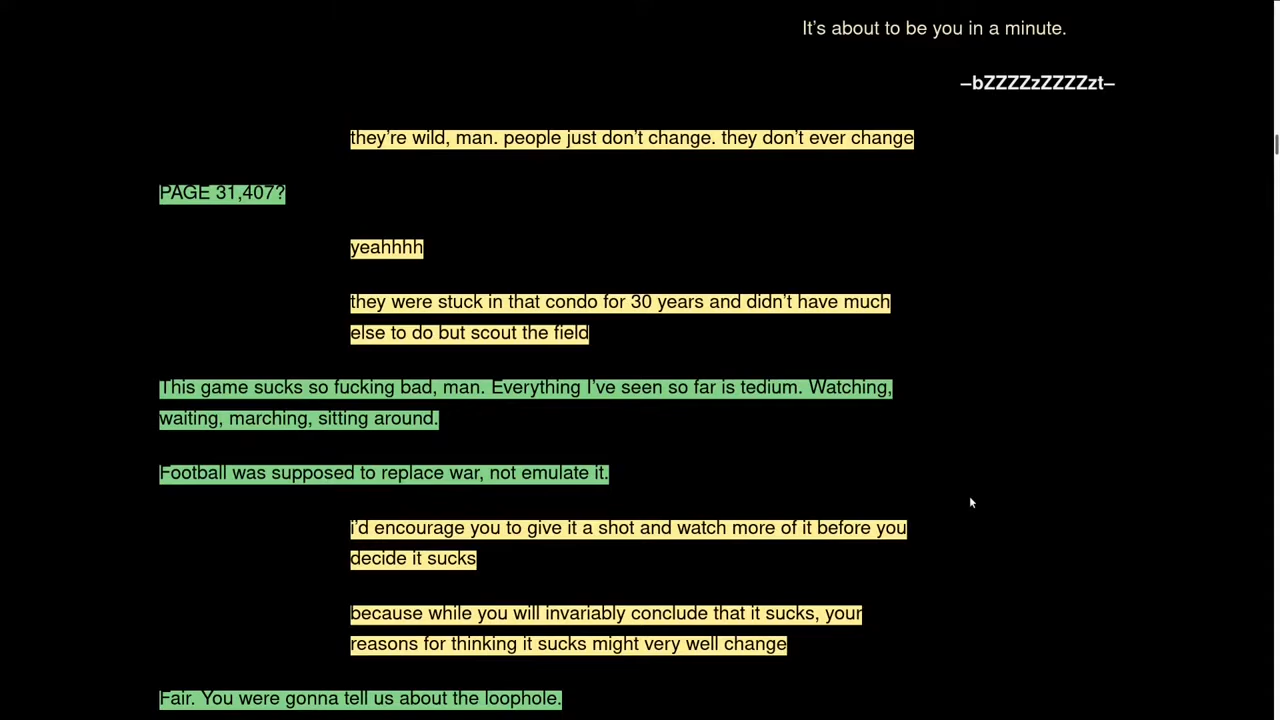 It’s about to be you in a minute.
–bZZZZzZZZZzt–
they’re wild, man. people just don’t change. they don’t ever change
PAGE 31,407?
yeahhhh
they were stuck in that condo for 30 years and didn’t have much
else to do but scout the field
This game sucks so fucking bad, man. Everything I’ve seen so far is tedium. Watching,
waiting, marching, sitting around.
Football was supposed to replace war, not emulate it.
i’d encourage you to give it a shot and watch more of it before you
decide it sucks
because while you will invariably conclude that it sucks, your
reasons for thinking it sucks might very well change
Fair. You were gonna tell us about the loophole.